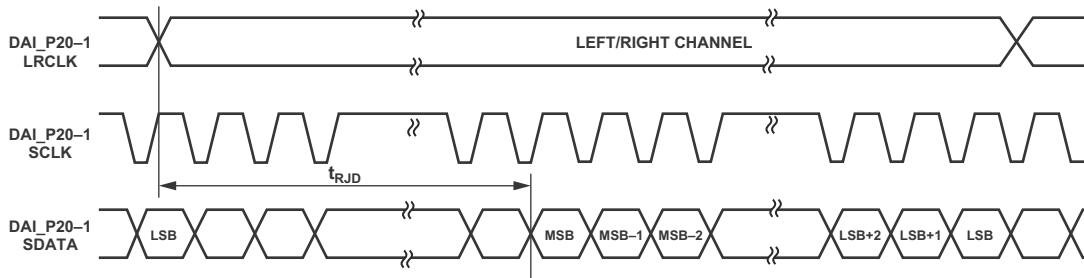 DAI_P20–1
LRCLK
LEFT/RIGHT CHANNEL
DAI_P20–1
SCLK
tRJD
DAI_P20–1
SDATA
LSB
MSB
MSB–1
MSB–2
LSB+2
LSB+1
LSB